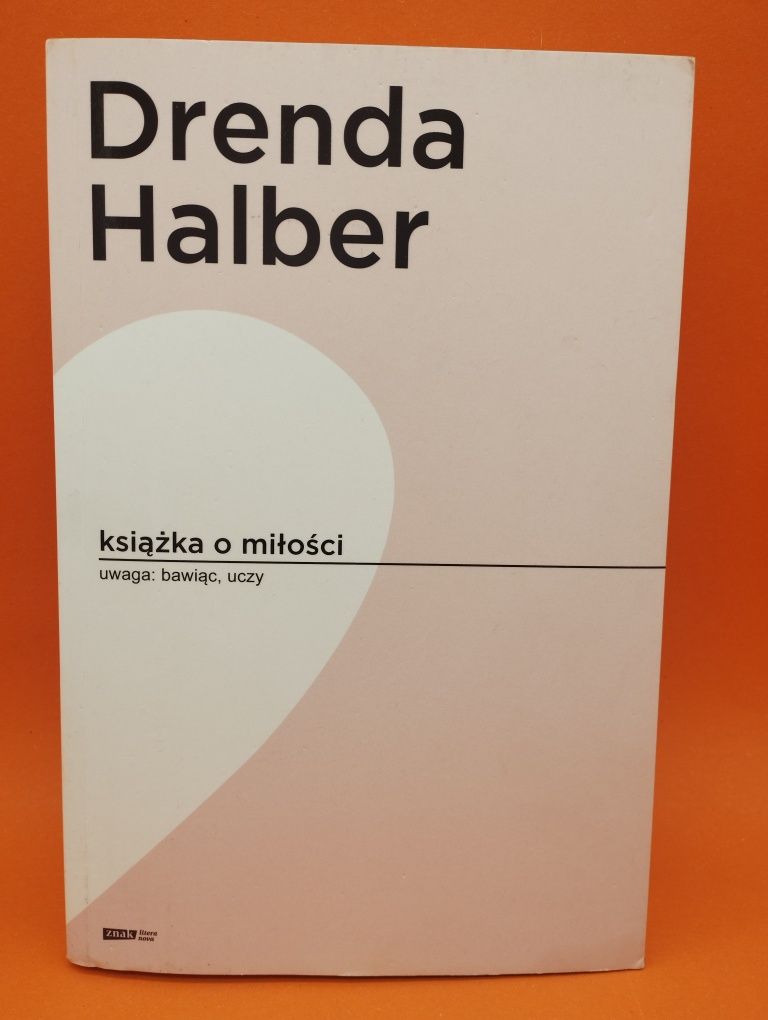 Drenda
Halber
książka o miłości
uwaga: bawiąc, uczy
znak litera
nova